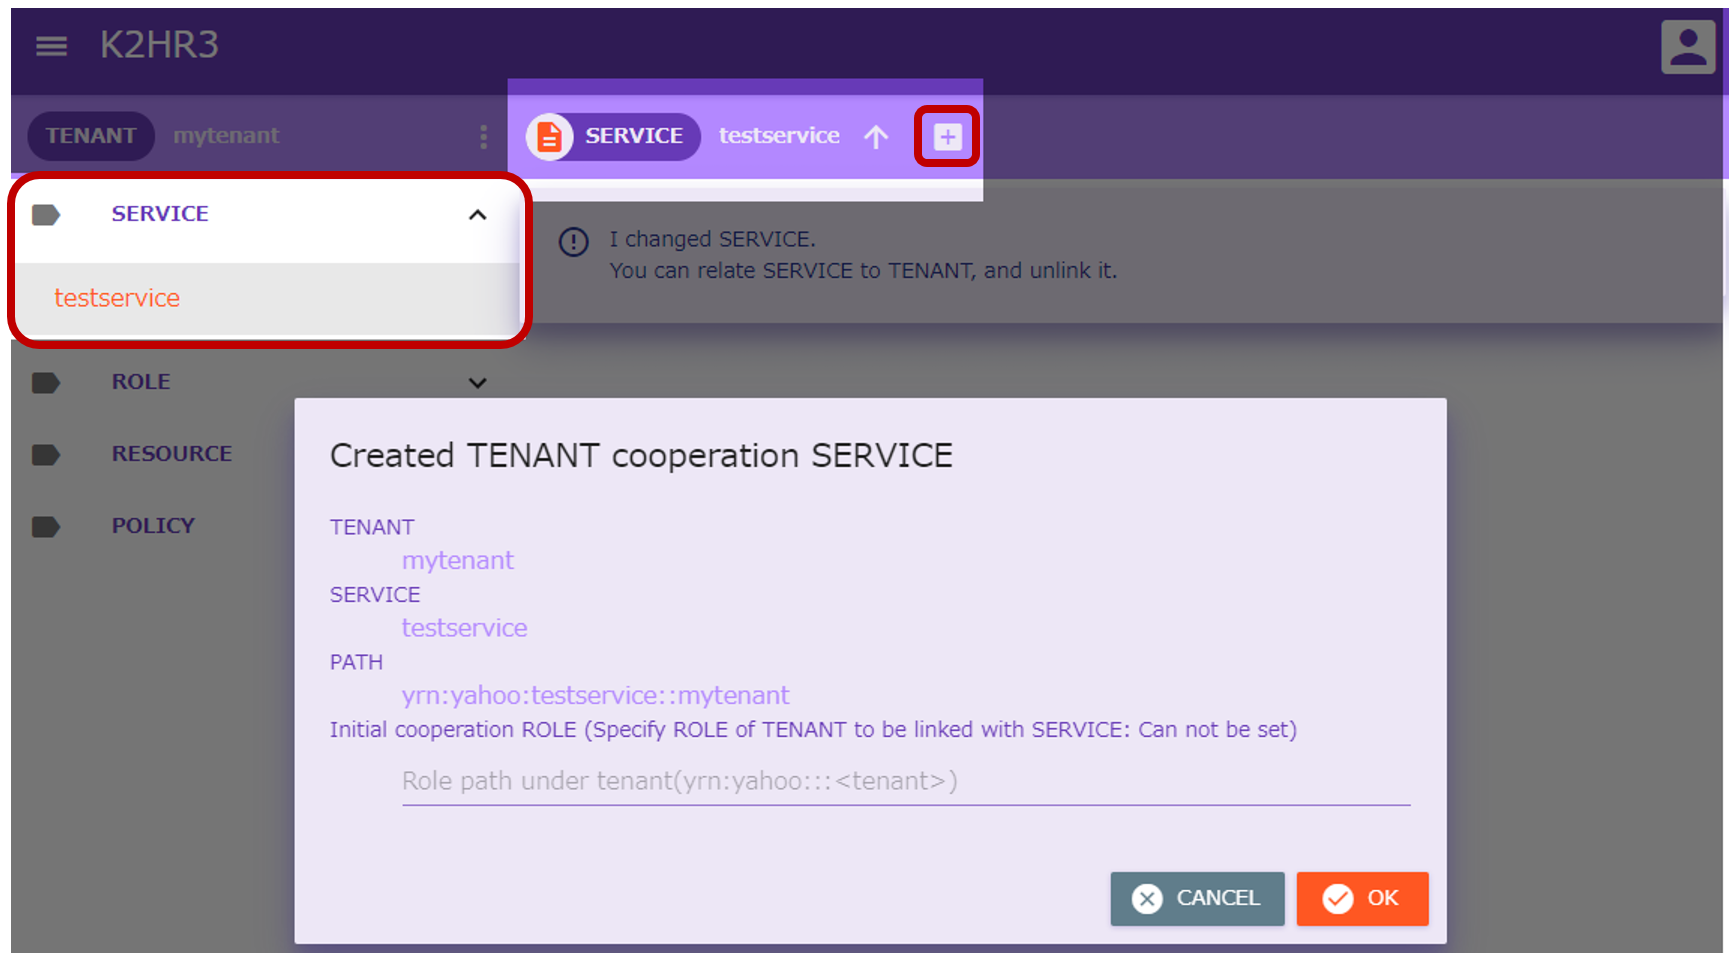 K2HR3
TENANT mytenant
SERVICE testservice
SERVICE
testservice
I changed SERVICE.
You can relate SERVICE to TENANT, and unlink it.
ROLE
RESOURCE
POLICY
Created TENANT cooperation SERVICE
TENANT
mytenant
SERVICE
testservice
PATH
yrn:yahoo:testservice::mytenant
Initial cooperation ROLE (Specify ROLE of TENANT to be linked with SERVICE: Can not be set)
Role path under tenant(yrn:yahoo:::<tenant>)
CANCEL
OK